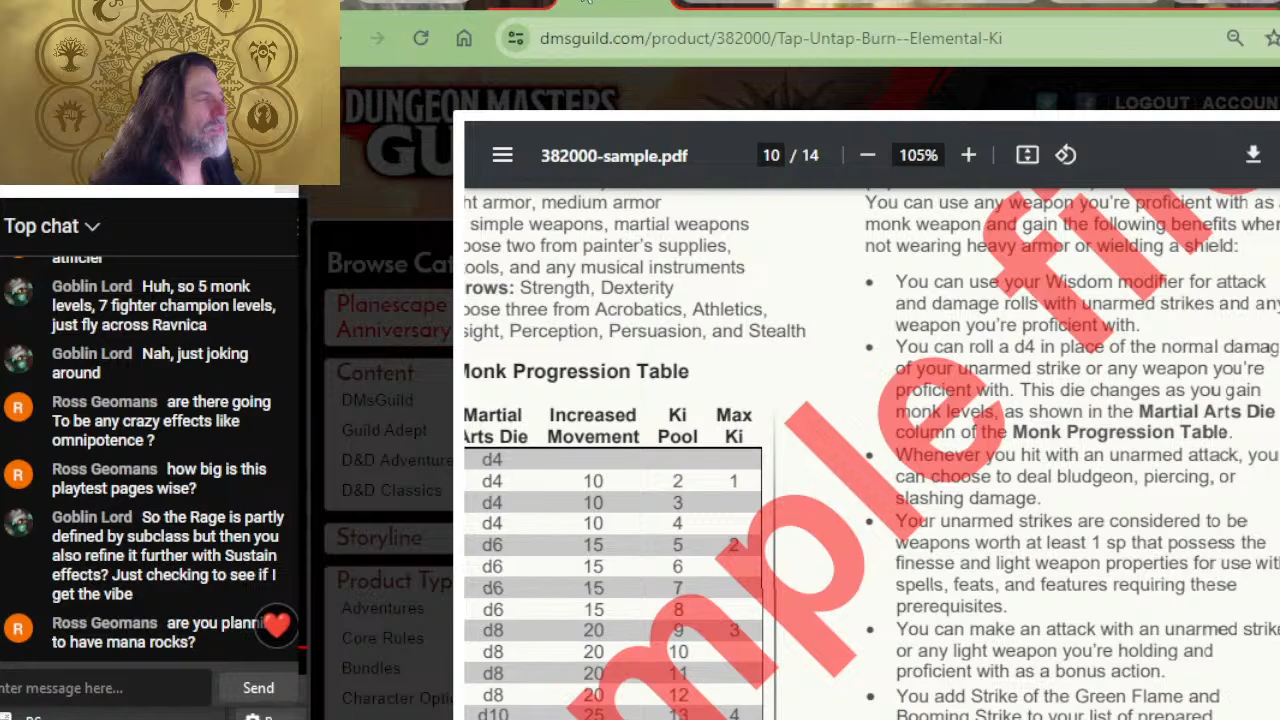 dmsguild.com/product/382000/Tap-Untap-Burn--Elemental-Ki
DUNGEON MASTERS
GU
LOGOUT ACCOUN
382000-sample.pdf
10 / 14
105%
Top chat
Goblin Lord Huh, so 5 monk
levels, 7 fighter champion levels,
just fly across Ravnica
Goblin Lord Nah, just joking
around
Ross Geomans are there going
To be any crazy effects like
omnipotence ?
Ross Geomans how big is this
playtest pages wise?
Goblin Lord So the Rage is partly
defined by subclass but then you
also refine it further with Sustain
effects? Just checking to see if I
get the vibe
Ross Geomans are you planni
to have mana rocks?
nter message here...
Send
Browse Cat
Planescape
Anniversary
Content
DMsGuild
Guild Adept
D&D Adventure
D&D Classics
Storyline
Product Typ
Adventures
Core Rules
Bundles
Character Opti
ht armor, medium armor
simple weapons, martial weapons
oose two from painter's supplies,
ools, and any musical instruments
rows: Strength, Dexterity
oose three from Acrobatics, Athletics,
sight, Perception, Persuasion, and Stealth
Monk Progression Table
Martial Increased Ki Max
Arts Die Movement Pool Ki
d4
d4 10 2 1
d4 10 3
d4 10 4
d6 15 5 2
d6 15 6
d6 15 7
d6 15 8
d8 20 9 3
d8 20 10
d8 20 11
d8 20 12
d10 25 13 4
You can use any weapon you're proficient with as a
monk weapon and gain the following benefits when
not wearing heavy armor or wielding a shield:
You can use your Wisdom modifier for attack
and damage rolls with unarmed strikes and any
weapon you're proficient with.
You can roll a d4 in place of the normal damag
of your unarmed strike or any weapon you're
proficient with. This die changes as you gain
monk levels, as shown in the Martial Arts Die
column of the Monk Progression Table.
Whenever you hit with an unarmed attack, you
can choose to deal bludgeon, piercing, or
slashing damage.
Your unarmed strikes are considered to be
weapons worth at least 1 sp that possess the
finesse and light weapon properties for use with
spells, feats, and features requiring these
prerequisites.
You can make an attack with an unarmed strike
or any light weapon you're holding and
proficient with as a bonus action.
You add Strike of the Green Flame and
Booming Strike to your list of prepared
mple fi